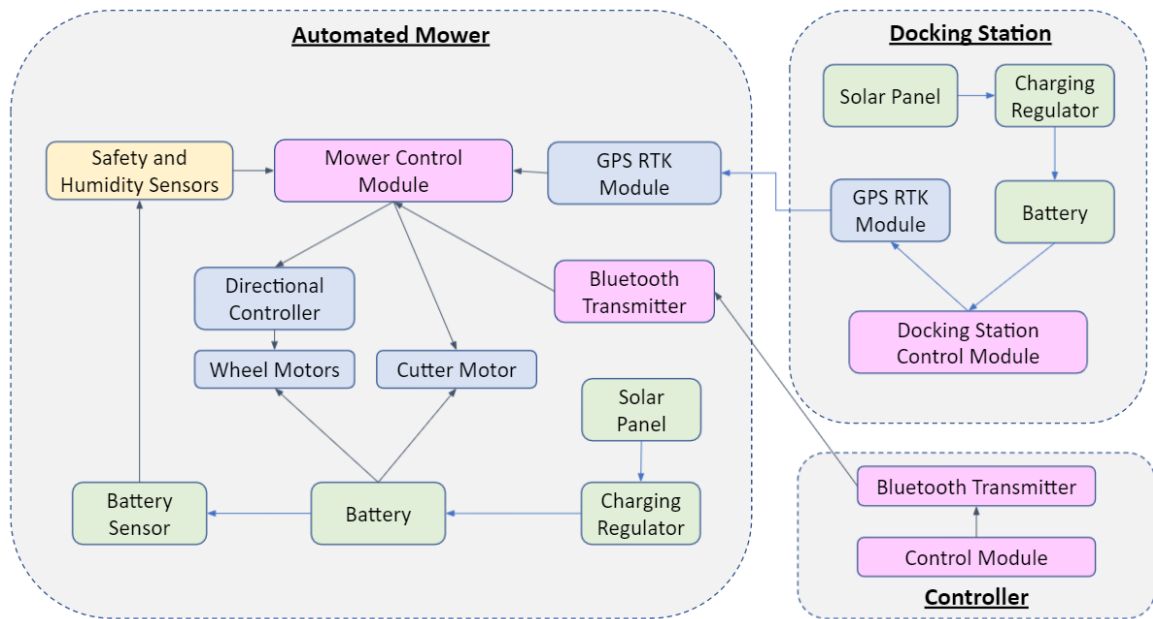 Automated Mower
Safety and
Humidity Sensors
Mower Control
Module
GPS RTK
Module
Directional
Controller
Bluetooth
Transmitter
Wheel Motors
Cutter Motor
Solar
Panel
Battery
Sensor
Battery
Charging
Regulator
Docking Station
Solar Panel
Charging
Regulator
GPS RTK
Module
Battery
Docking Station
Control Module
Bluetooth Transmitter
Control Module
Controller